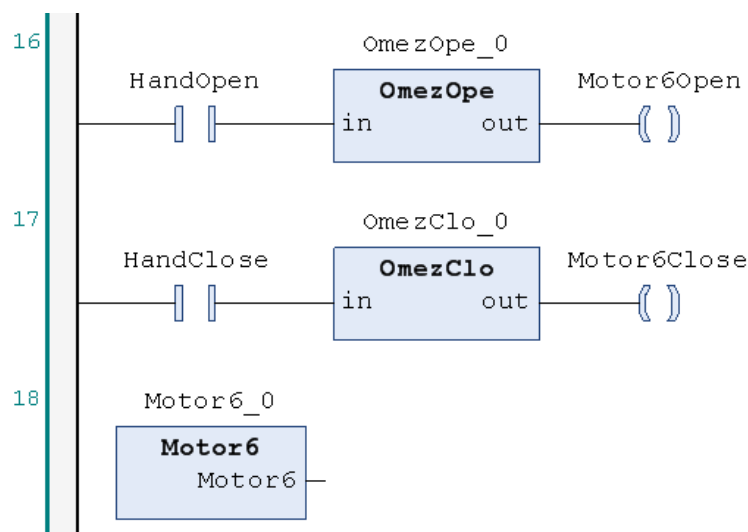 16
OmezOpe_0
HandOpen
OmezOpe
Motor6Open
in
out
17
OmezClo_0
HandClose
OmezClo
Motor6Close
in
out
18
Motor6_0
Motor6
Motor6